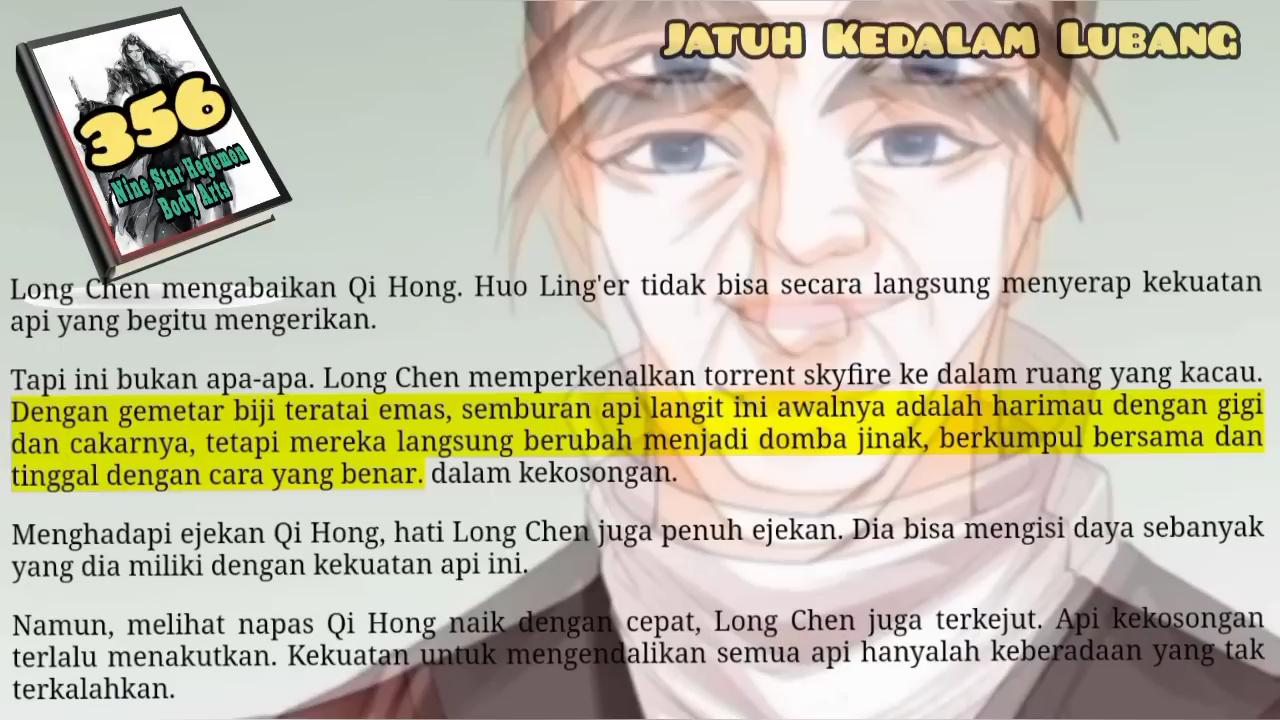 356
Nine Star Hegemon
Body Arts
JATUH KEDALAM LUBANG
Long Chen mengabaikan Qi Hong. Huo Ling'er tidak bisa secara langsung menyerap kekuatan
api yang begitu mengerikan.
Tapi ini bukan apa-apa. Long Chen memperkenalkan torrent skyfire ke dalam ruang yang kacau.
Dengan gemetar biji teratai emas, semburan api langit ini awalnya adalah harimau dengan gigi
dan cakarnya, tetapi mereka langsung berubah menjadi domba jinak, berkumpul bersama dan
tinggal dengan cara yang benar. dalam kekosongan.
Menghadapi ejekan Qi Hong, hati Long Chen juga penuh ejekan. Dia bisa mengisi daya sebanyak
yang dia miliki dengan kekuatan api ini.
Namun, melihat napas Qi Hong naik dengan cepat, Long Chen juga terkejut. Api kekosongan
terlalu menakutkan. Kekuatan untuk mengendalikan semua api hanyalah keberadaan yang tak
terkalahkan.